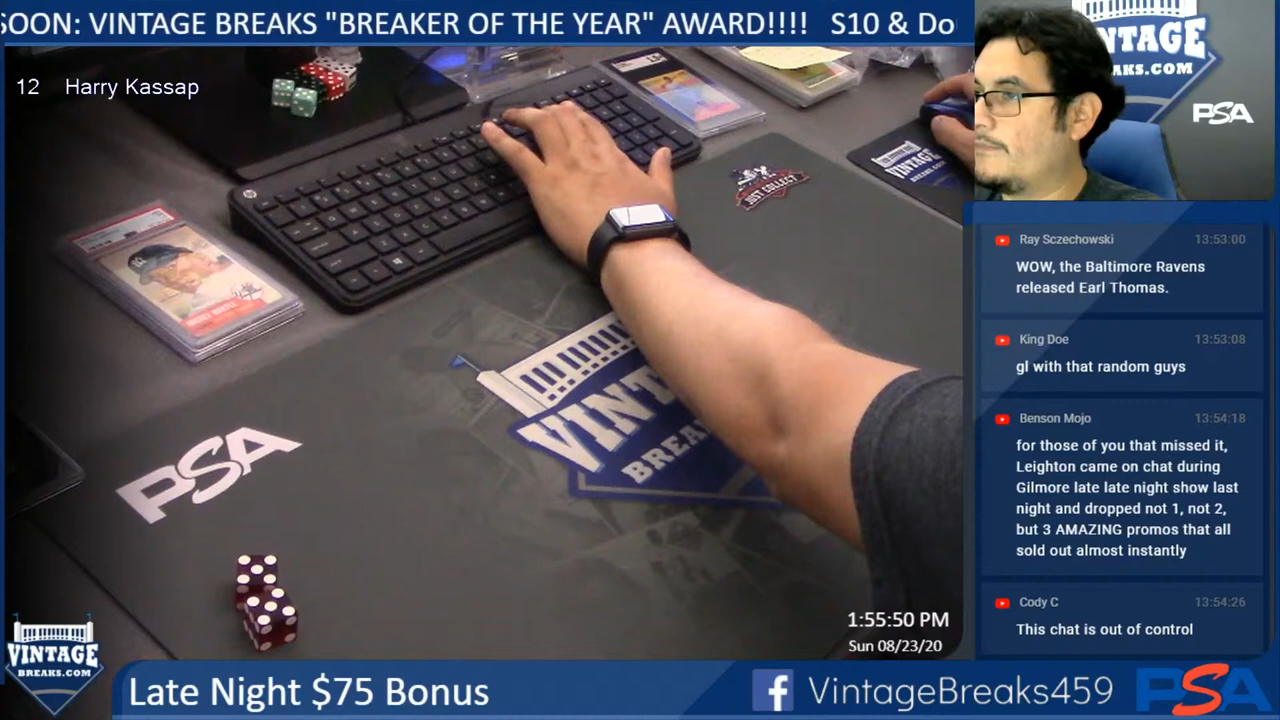 SOON: VINTAGE BREAKS "BREAKER OF THE YEAR" AWARD!!!! S10 & Do
12 Harry Kassap
VINTAGE
BREAKS.COM
PSA
VINTAGE
JUST COLLECT
hp
MICKEY MANTLE
Ray Sczechowski 13:53:00
WOW, the Baltimore Ravens
released Earl Thomas.
King Doe 13:53:08
gl with that random guys
Benson Mojo 13:54:18
for those of you that missed it,
Leighton came on chat during
Gilmore late late night show last
night and dropped not 1, not 2,
but 3 AMAZING promos that all
sold out almost instantly
Cody C 13:54:26
This chat is out of control
VINT
BREA
PSA
1:55:50 PM
Sun 08/23/20
VINTAGE
BREAKS.COM
Late Night $75 Bonus
f VintageBreaks459 PSA